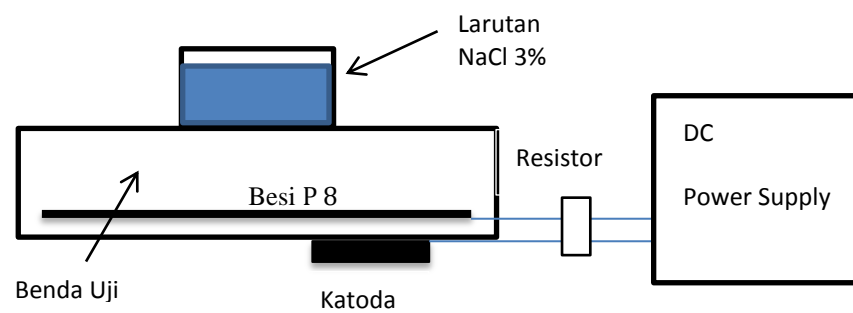 Larutan
NaCl 3%
DC
Resistor
Power Supply
Besi P 8
Benda Uji
Katoda